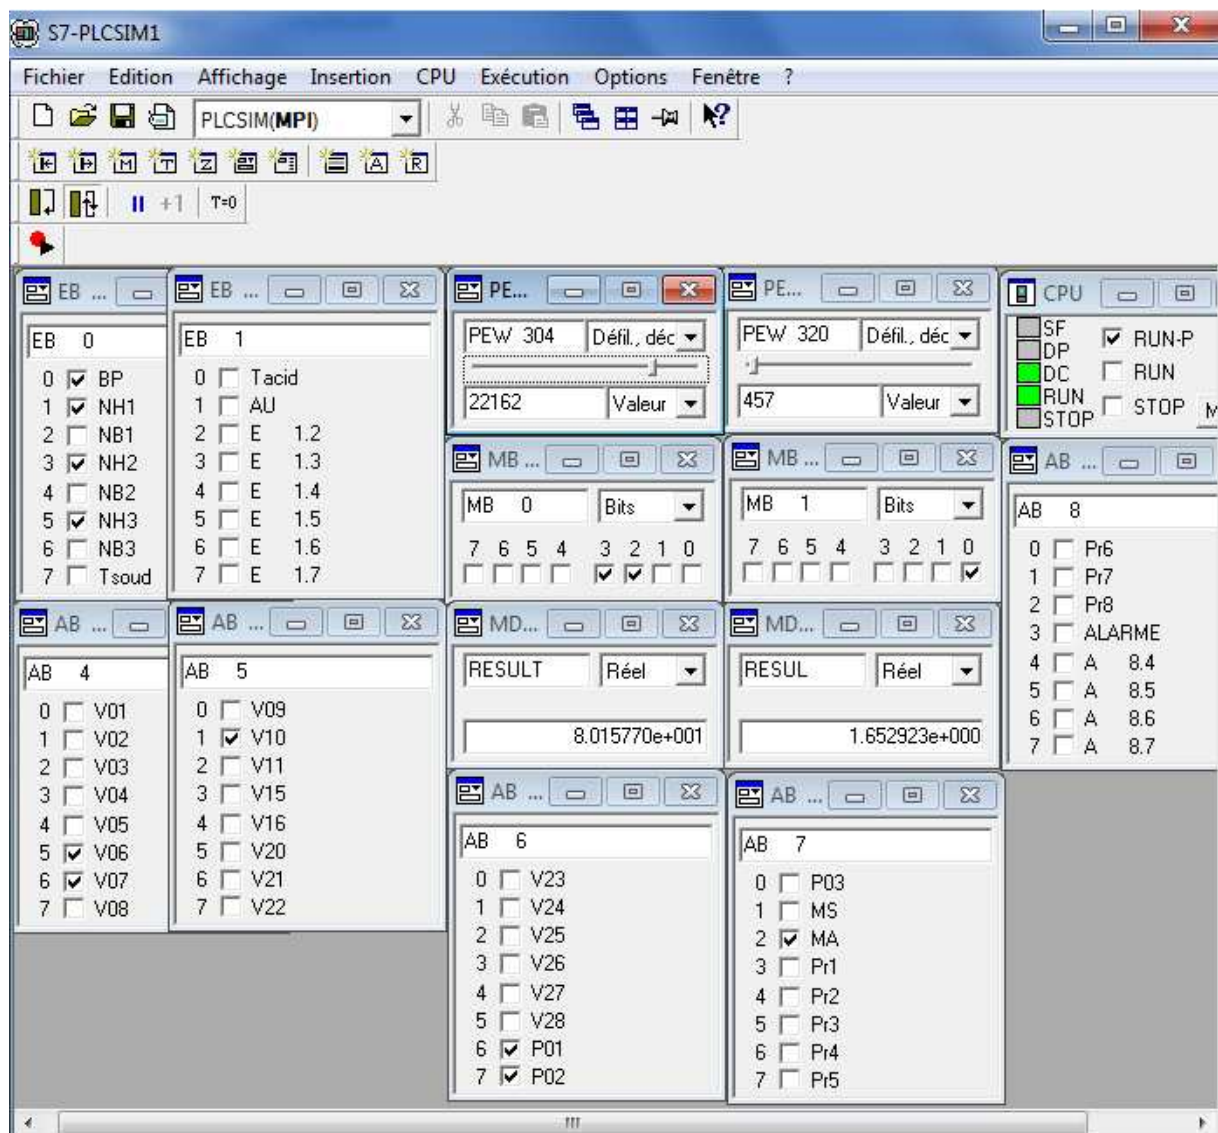 S7-PLCSIM1
Fichier Edition Affichage Insertion CPU Exécution Options Fenêtre ?
PLCSIM(MPI)
+1 T=0
EB ...
EB 0
0 BP
1 NH1
2 NB1
3 NH2
4 NB2
5 NH3
6 NB3
7 Tsoud
EB ...
EB 1
0 Tacid
1 AU
2 E 1.2
3 E 1.3
4 E 1.4
5 E 1.5
6 E 1.6
7 E 1.7
PE...
PEW 304 Défil., déc
22162 Valeur
PE...
PEW 320 Défil., déc
457 Valeur
CPU
SF
DP
DC
RUN
STOP
RUN-P
RUN
STOP
M
MB ...
MB 0 Bits
7 6 5 4 3 2 1 0
MB ...
MB 1 Bits
7 6 5 4 3 2 1 0
AB ...
AB 8
0 Pr6
1 Pr7
2 Pr8
3 ALARME
4 A 8.4
5 A 8.5
6 A 8.6
7 A 8.7
AB ...
AB 4
0 V01
1 V02
2 V03
3 V04
4 V05
5 V06
6 V07
7 V08
AB ...
AB 5
0 V09
1 V10
2 V11
3 V15
4 V16
5 V20
6 V21
7 V22
MD...
RESULT Réel
8.015770e+001
MD...
RESUL Réel
1.652923e+000
AB ...
AB 6
0 V23
1 V24
2 V25
3 V26
4 V27
5 V28
6 P01
7 P02
AB ...
AB 7
0 P03
1 MS
2 MA
3 Pr1
4 Pr2
5 Pr3
6 Pr4
7 Pr5